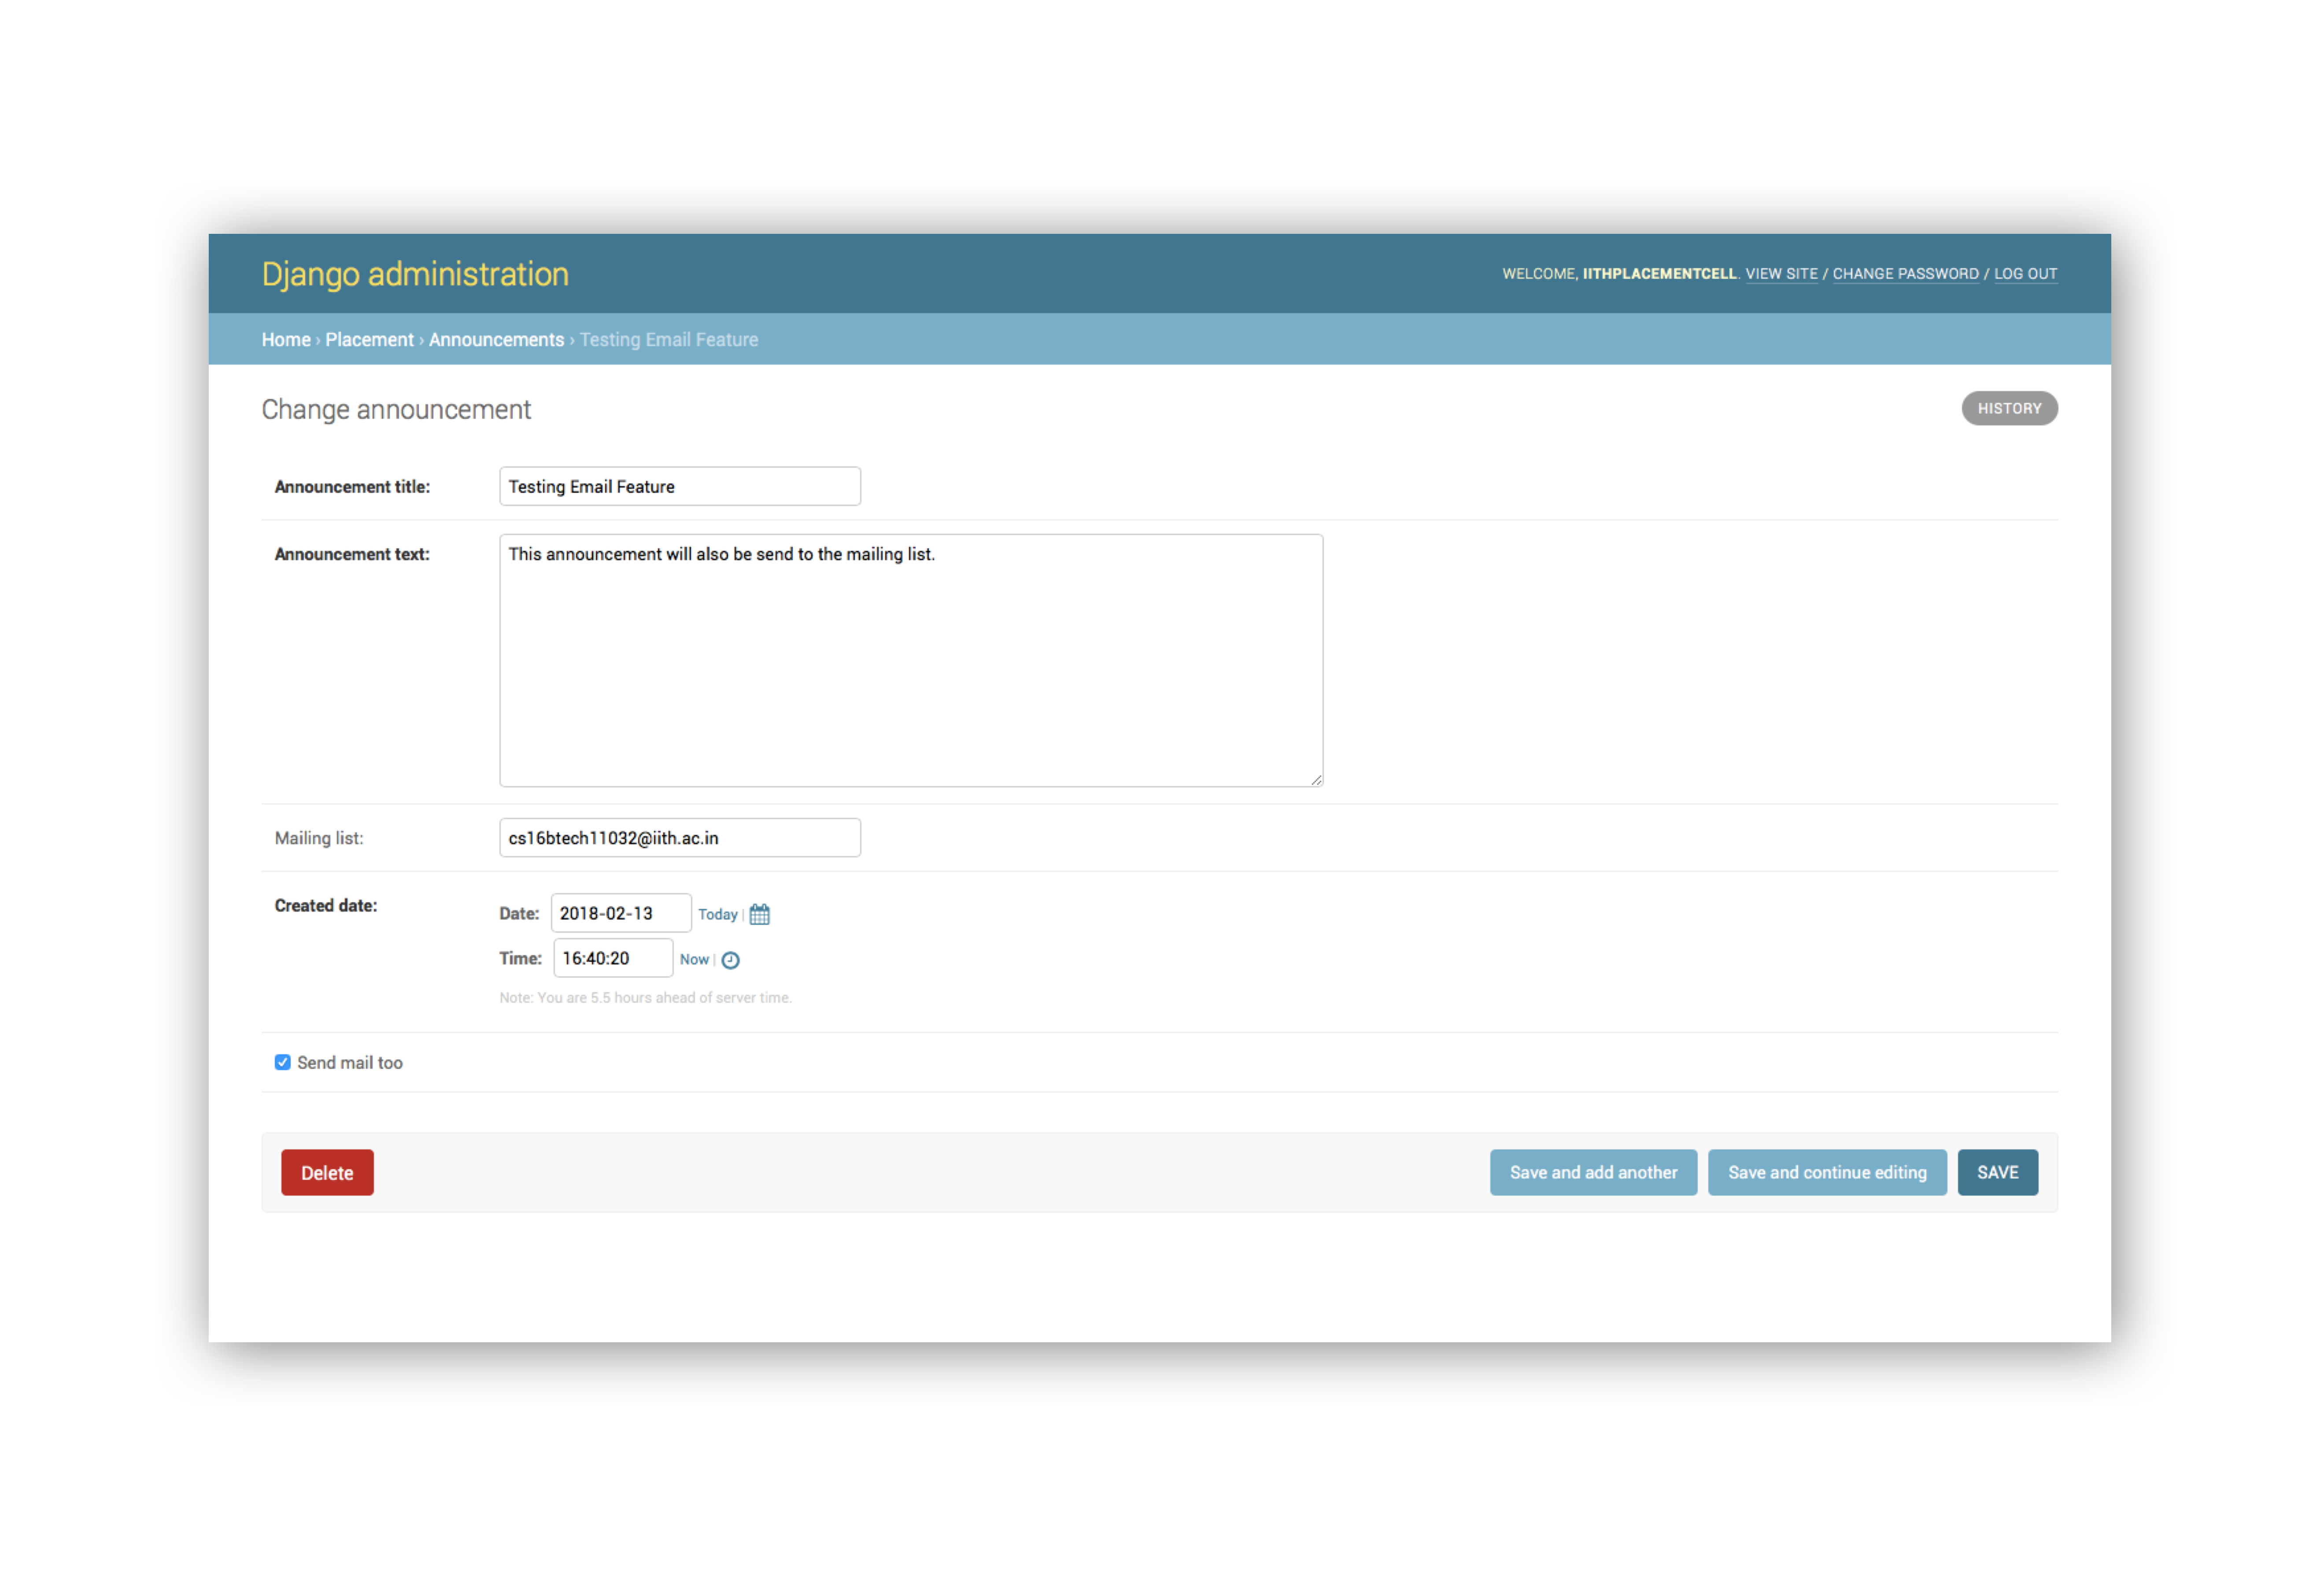 Django administration
WELCOME, IITHPLACEMENTCELL. VIEW SITE / CHANGE PASSWORD / LOG OUT
Home › Placement › Announcements › Testing Email Feature
Change announcement
HISTORY
Announcement title: Testing Email Feature
Announcement text: This announcement will also be send to the mailing list.
Mailing list: cs16btech11032@iith.ac.in
Created date:
Date: 2018-02-13 Today |
Time: 16:40:20 Now |
Note: You are 5.5 hours ahead of server time.
Send mail too
Delete Save and add another Save and continue editing SAVE